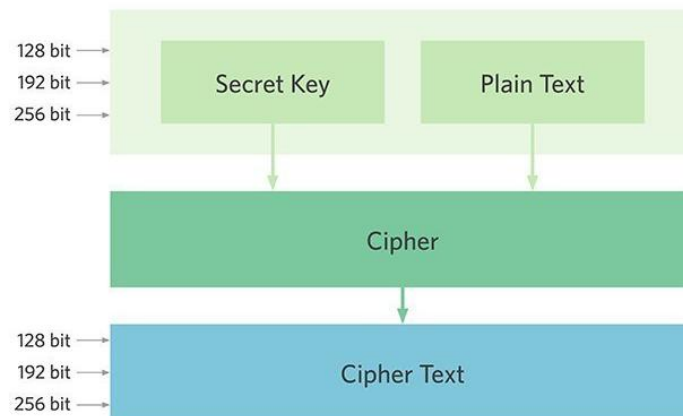 128 bit
192 bit
256 bit
Secret Key
Plain Text
Cipher
128 bit
192 bit
256 bit
Cipher Text